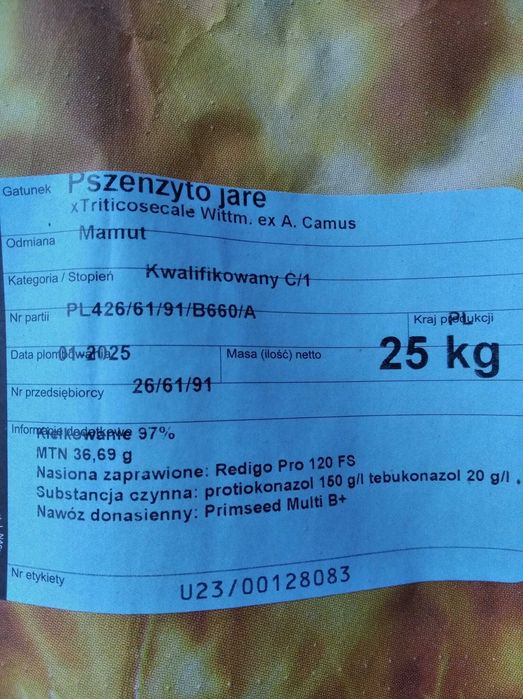 Gatunek Pszenżyto jare
xTriticosecale Wittm. ex A. Camus
Odmiana Mamut
Kategoria / Stopień Kwalifikowany C/1
Nr partii PL426/61/91/B660/A
Kraj produkcji PL
Data plombowania 01-2025 Masa (ilość) netto 25 kg
Nr przedsiębiorcy 26/61/91
Informacje dodatkowe Kiełkowanie 97%
MTN 36,69 g
Nasiona zaprawione: Redigo Pro 120 FS
Substancja czynna: protiokonazol 150 g/l tebukonazol 20 g/l .
Nawóz donasienny: Primseed Multi B+
Nr etykiety U23/00128083